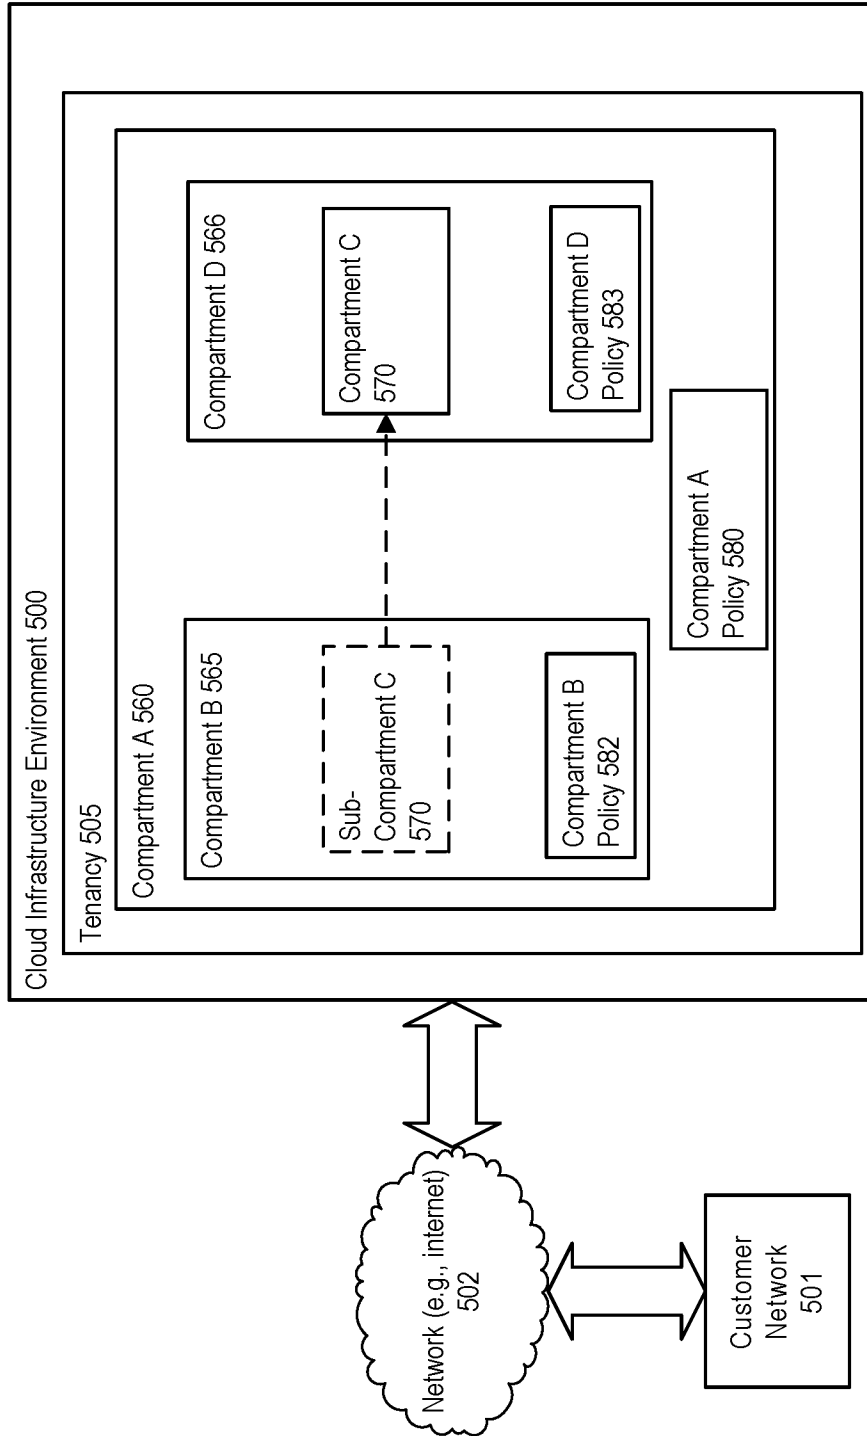 Cloud Infrastructure Environment 500
Tenancy 505
Compartment A 560
Compartment B 565
Sub-
Compartment C
570
Compartment B
Policy 582
Compartment D 566
Compartment C
570
Compartment D
Policy 583
Compartment A
Policy 580
Network (e.g., internet)
502
Customer
Network
501